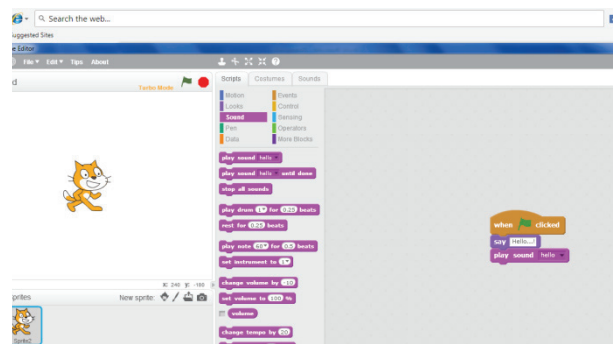 Search the web...
uggested Sites
e Editor
File Edit Tips About
d
Turbo Mode
Scripts Costumes Sounds
Motion Events
Looks Control
Sound Sensing
Pen Operators
Data More Blocks
play sound hello
play sound hello until done
stop all sounds
play drum 1 for 0.25 beats
rest for 0.25 beats
play note 60 for 0.5 beats
set instrument to 1
change volume by -10
set volume to 100 %
volume
change tempo by 20
when clicked
say Hello...!
play sound hello
x: 240 y: -180
prites New sprite:
Sprite2